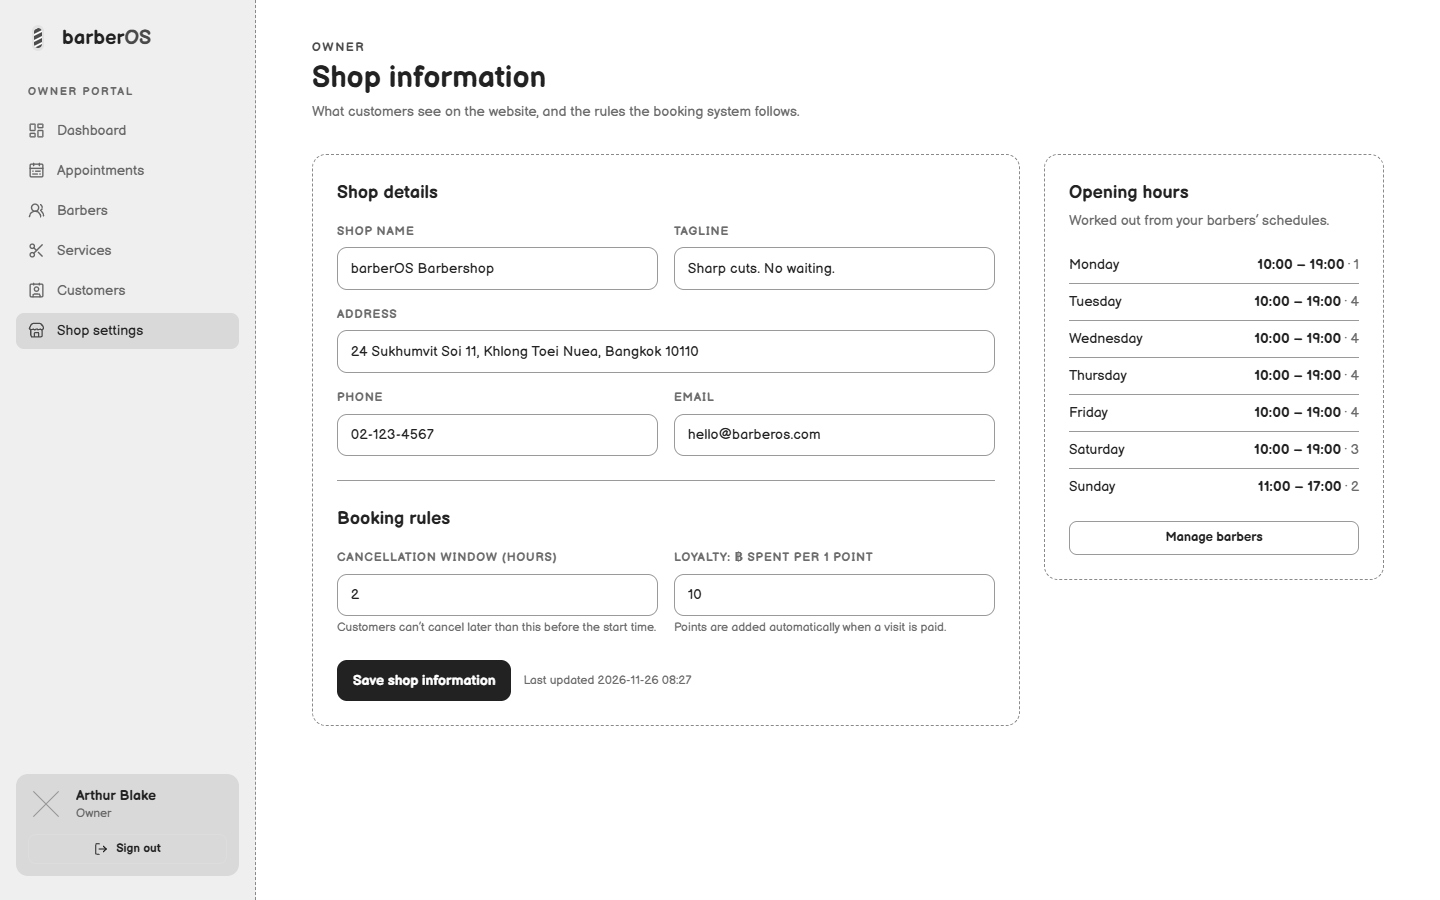 barberOS
OWNER PORTAL
Dashboard
Appointments
Barbers
Services
Customers
Shop settings
Arthur Blake
Owner
Sign out
OWNER
Shop information
What customers see on the website, and the rules the booking system follows.
Shop details
SHOP NAME
barberOS Barbershop
TAGLINE
Sharp cuts. No waiting.
ADDRESS
24 Sukhumvit Soi 11, Khlong Toei Nuea, Bangkok 10110
PHONE
02-123-4567
EMAIL
hello@barberos.com
Booking rules
CANCELLATION WINDOW (HOURS)
2
Customers can't cancel later than this before the start time.
LOYALTY: ฿ SPENT PER 1 POINT
10
Points are added automatically when a visit is paid.
Save shop information
Last updated 2026-11-26 08:27
Opening hours
Worked out from your barbers’ schedules.
Monday 10:00 – 19:00 · 1
Tuesday 10:00 – 19:00 · 4
Wednesday 10:00 – 19:00 · 4
Thursday 10:00 – 19:00 · 4
Friday 10:00 – 19:00 · 4
Saturday 10:00 – 19:00 · 3
Sunday 11:00 – 17:00 · 2
Manage barbers